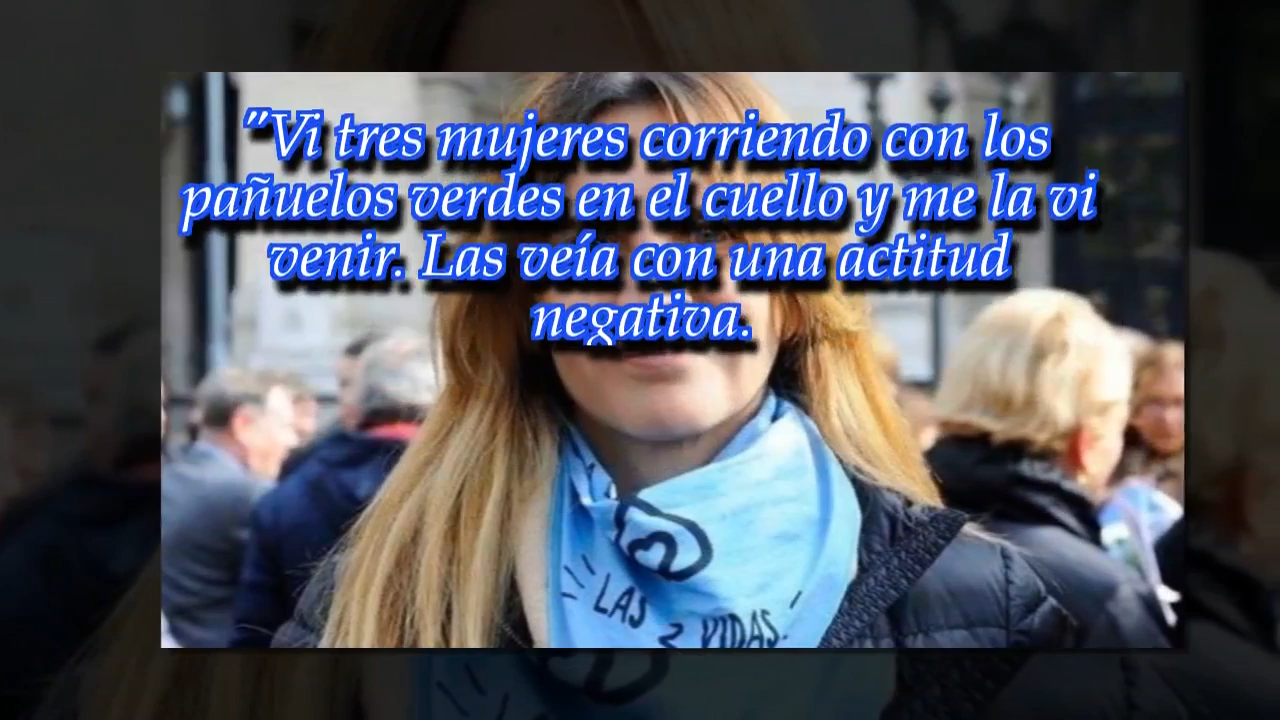 "Vi tres mujeres corriendo con los
pañuelos verdes en el cuello y me la vi
venir. Las veía con una actitud
negativa.
LAS 2 VIDAS.